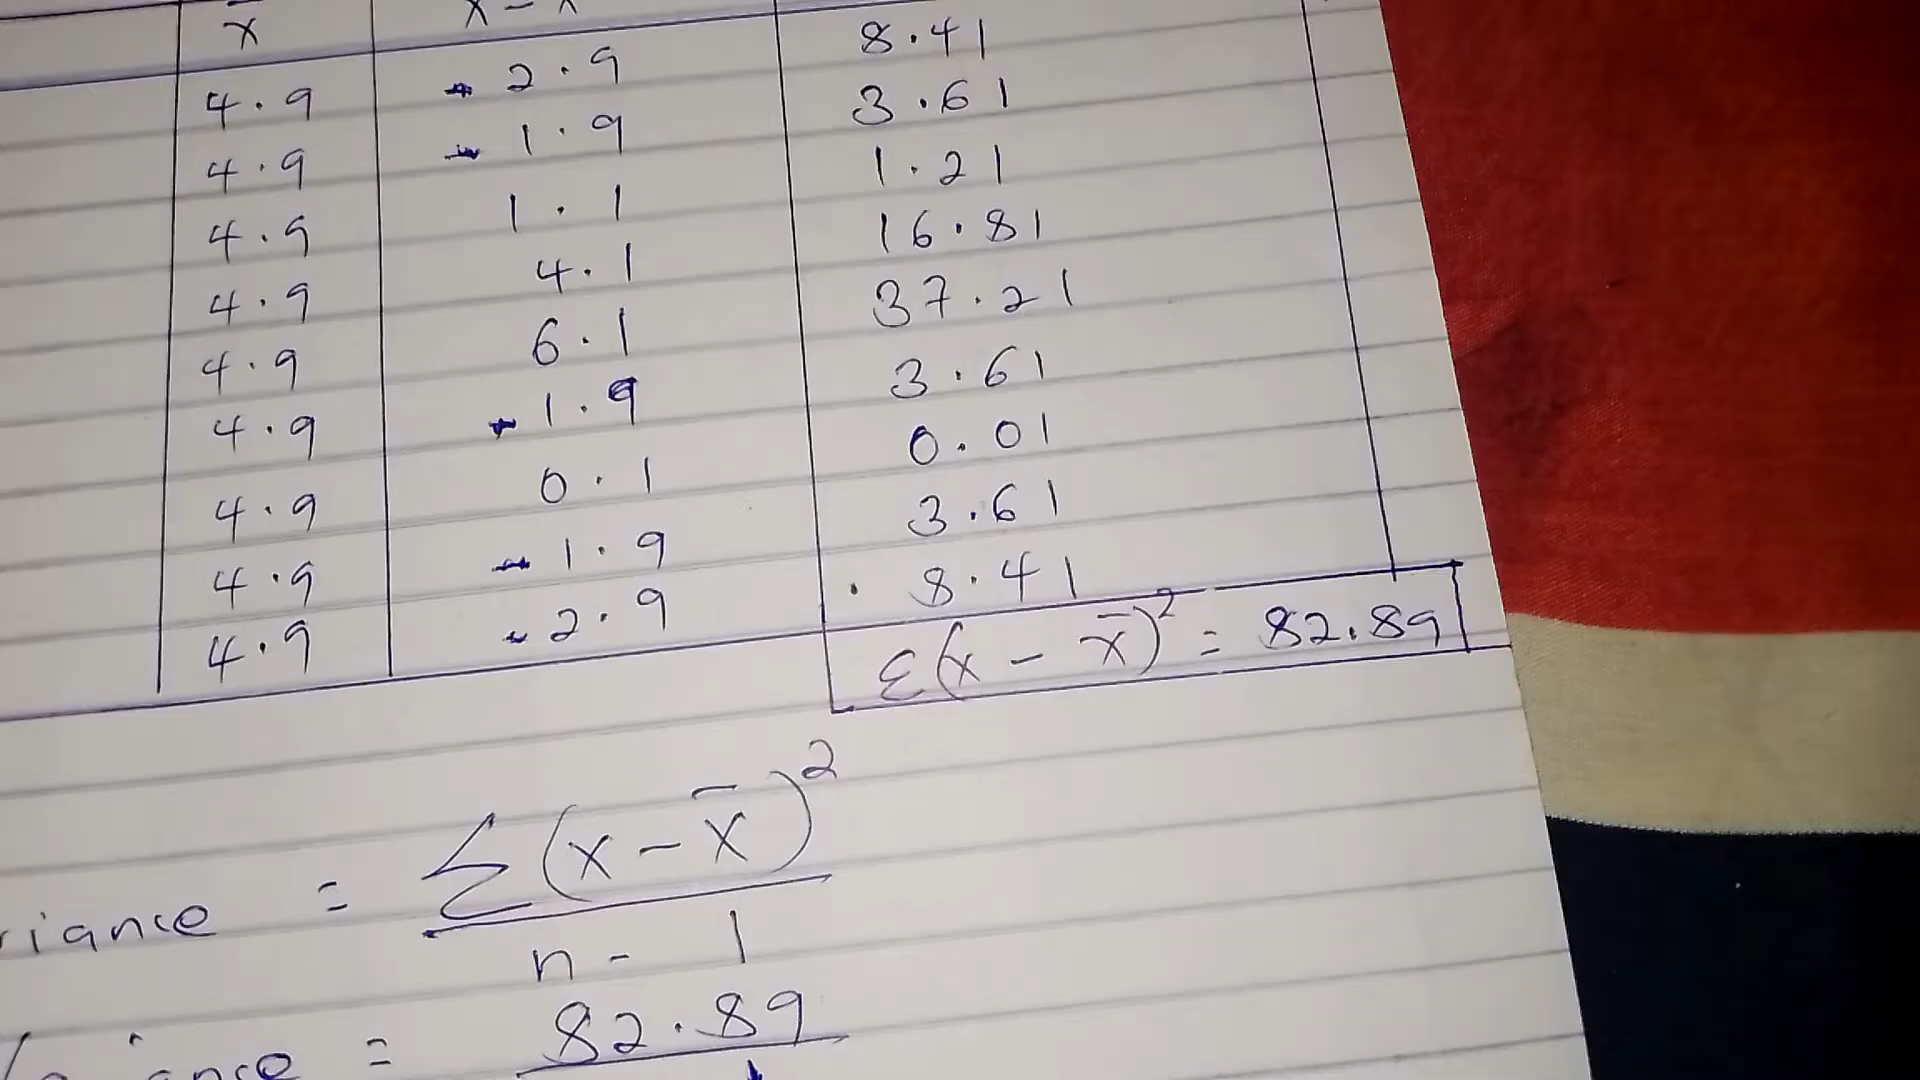 x̄ x - x̄
4.9 - 2.9 8.41
4.9 - 1.9 3.61
4.9 1.1 1.21
4.9 4.1 16.81
4.9 6.1 37.21
4.9 - 1.9 3.61
4.9 0.1 0.01
4.9 - 1.9 3.61
4.9 - 2.9 8.41
Σ(x - x̄)² = 82.89
riance = Σ(x - x̄)²
n - 1
= 82.89